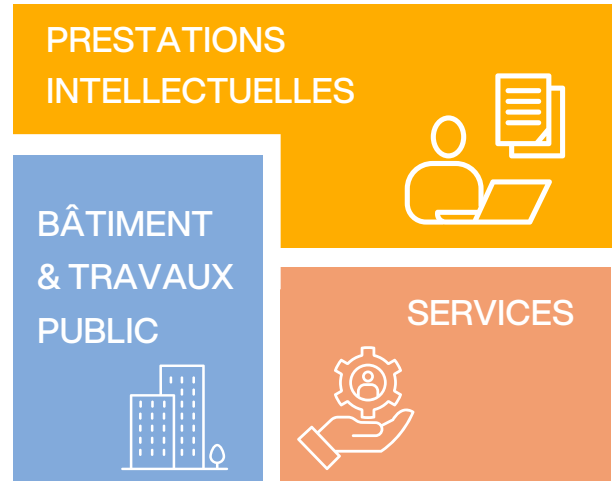 PRESTATIONS
INTELLECTUELLES
BÂTIMENT
& TRAVAUX
PUBLIC
SERVICES